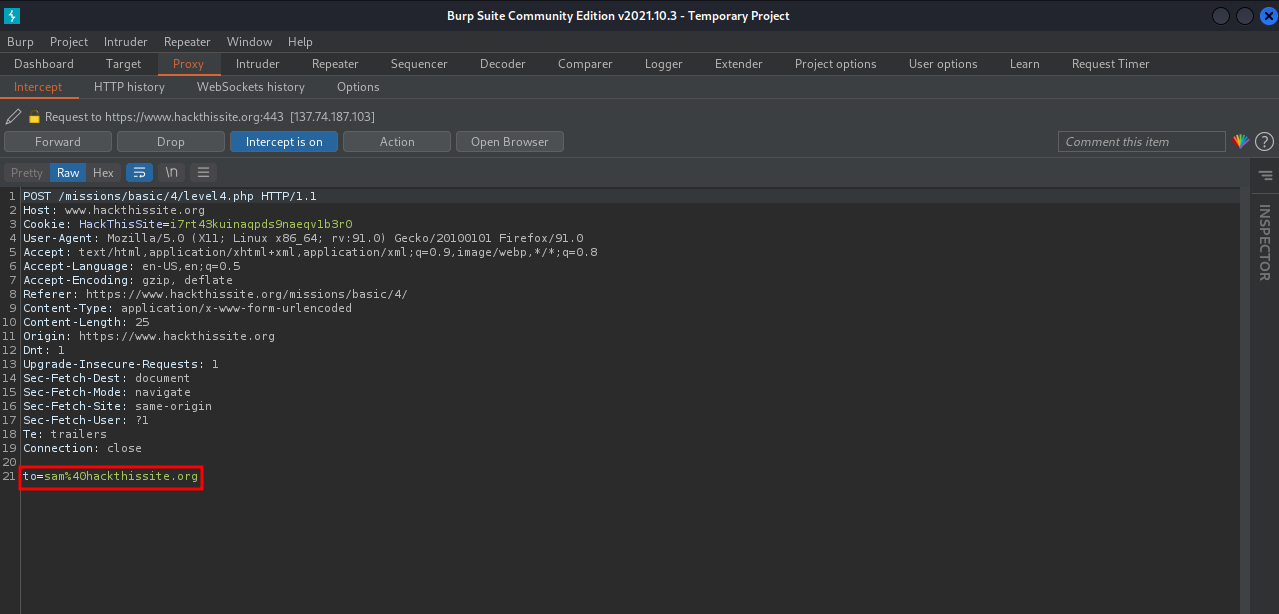 Burp Suite Community Edition v2021.10.3 - Temporary Project
Burp Project Intruder Repeater Window Help
Dashboard Target Proxy Intruder Repeater Sequencer Decoder Comparer Logger Extender Project options User options Learn Request Timer
Intercept HTTP history WebSockets history Options
Request to https://www.hackthissite.org:443 [137.74.187.103]
Forward Drop Intercept is on Action Open Browser Comment this item ?
Pretty Raw Hex \n
INSPECTOR
1 POST /missions/basic/4/level4.php HTTP/1.1
2 Host: www.hackthissite.org
3 Cookie: HackThisSite=i7rt43kuinaqpds9naeqv1b3r0
4 User-Agent: Mozilla/5.0 (X11; Linux x86_64; rv:91.0) Gecko/20100101 Firefox/91.0
5 Accept: text/html,application/xhtml+xml,application/xml;q=0.9,image/webp,*/*;q=0.8
6 Accept-Language: en-US,en;q=0.5
7 Accept-Encoding: gzip, deflate
8 Referer: https://www.hackthissite.org/missions/basic/4/
9 Content-Type: application/x-www-form-urlencoded
10 Content-Length: 25
11 Origin: https://www.hackthissite.org
12 Dnt: 1
13 Upgrade-Insecure-Requests: 1
14 Sec-Fetch-Dest: document
15 Sec-Fetch-Mode: navigate
16 Sec-Fetch-Site: same-origin
17 Sec-Fetch-User: ?1
18 Te: trailers
19 Connection: close
20
21 to=sam%40hackthissite.org